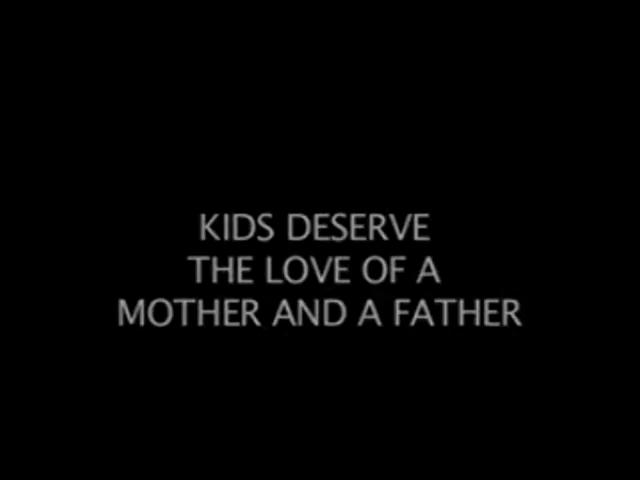 KIDS DESERVE
THE LOVE OF A
MOTHER AND A FATHER